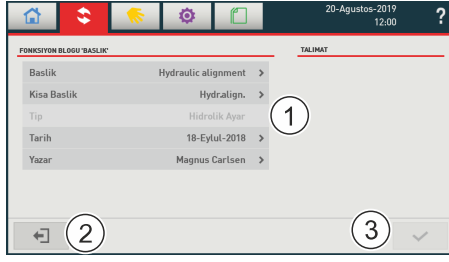 20-Agustos-2019
12:00
?
FONKSIYON BLOGU 'BASLIK'
TALIMAT
Baslik Hydraulic alignment >
Kisa Baslik Hydr.align. >
Tip Hidrolik Ayar
Tarih 18-Eylul-2018 >
Yazar Magnus Carlsen >
1
2
3